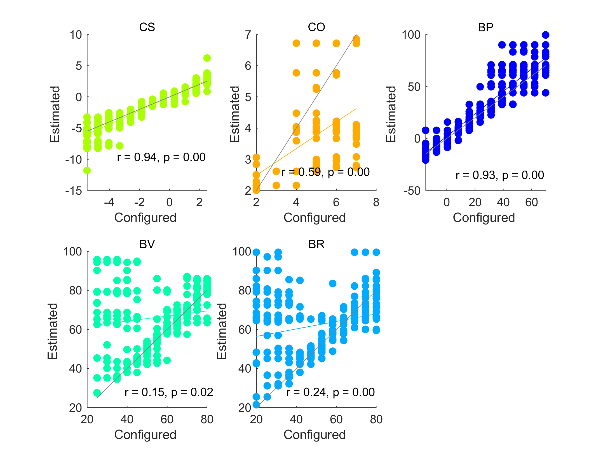 CS
10
5
0
-5
-10
-15
Estimated
r = 0.94, p = 0.00
-4
-2
0
2
Configured
CO
7
6
5
4
3
2
Estimated
r = 0.59, p = 0.00
2
4
6
8
Configured
BP
100
50
0
-50
Estimated
r = 0.93, p = 0.00
0
20
40
60
Configured
BV
100
80
60
40
20
Estimated
r = 0.15, p = 0.02
20
40
60
80
Configured
BR
100
80
60
40
20
Estimated
r = 0.24, p = 0.00
20
40
60
80
Configured